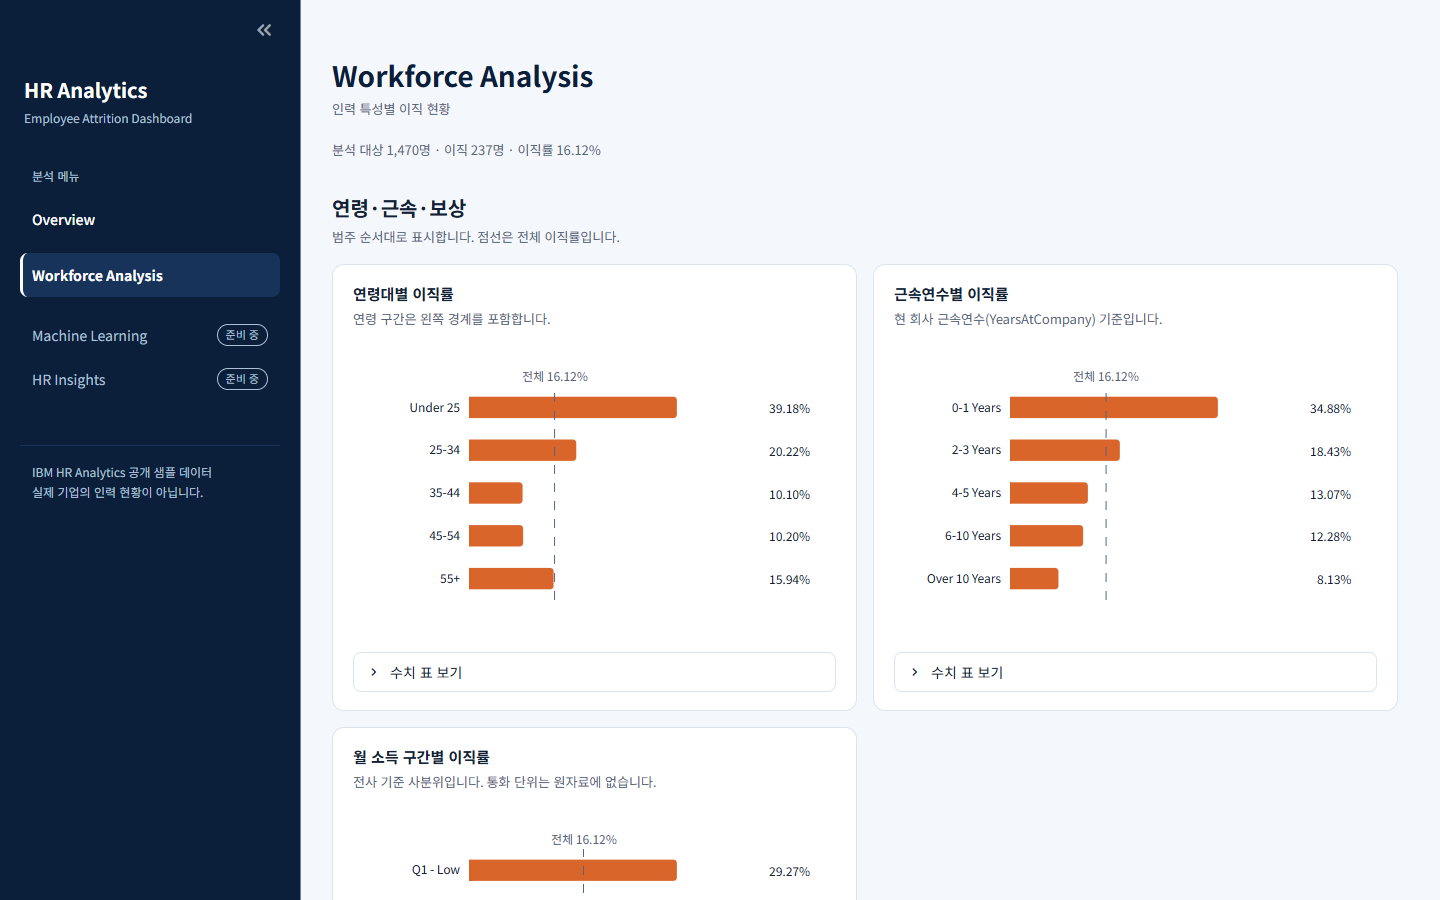 HR Analytics
Employee Attrition Dashboard
분석 메뉴
Overview
Workforce Analysis
Machine Learning 준비 중
HR Insights 준비 중
IBM HR Analytics 공개 샘플 데이터
실제 기업의 인력 현황이 아닙니다.
Workforce Analysis
인력 특성별 이직 현황
분석 대상 1,470명 · 이직 237명 · 이직률 16.12%
연령·근속·보상
범주 순서대로 표시합니다. 점선은 전체 이직률입니다.
연령대별 이직률
연령 구간은 왼쪽 경계를 포함합니다.
전체 16.12%
Under 25 39.18%
25-34 20.22%
35-44 10.10%
45-54 10.20%
55+ 15.94%
수치 표 보기
근속연수별 이직률
현 회사 근속연수(YearsAtCompany) 기준입니다.
전체 16.12%
0-1 Years 34.88%
2-3 Years 18.43%
4-5 Years 13.07%
6-10 Years 12.28%
Over 10 Years 8.13%
수치 표 보기
월 소득 구간별 이직률
전사 기준 사분위입니다. 통화 단위는 원자료에 없습니다.
전체 16.12%
Q1 - Low 29.27%